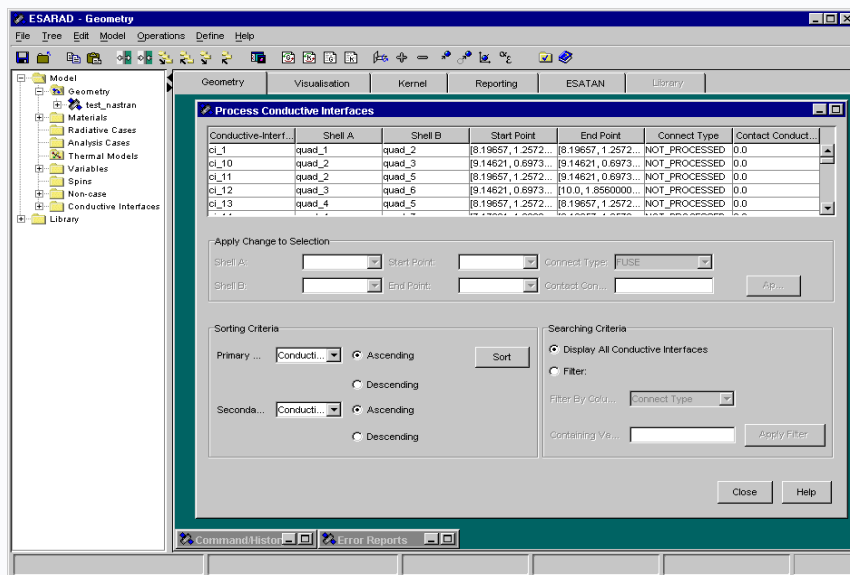 ESARAD - Geometry
File Tree Edit Model Operations Define Help
Model
Geometry
test_nastran
Materials
Radiative Cases
Analysis Cases
Thermal Models
Variables
Spins
Non-case
Conductive Interfaces
Library
Geometry Visualisation Kernel Reporting ESATAN Library
Process Conductive Interfaces
Conductive-Interf... Shell A Shell B Start Point End Point Connect Type Contact Conduct...
ci_1 quad_1 quad_2 [8.19657, 1.2572... [8.19657, 1.2572... NOT_PROCESSED 0.0
ci_10 quad_2 quad_3 [9.14621, 0.6973... [9.14621, 0.6973... NOT_PROCESSED 0.0
ci_11 quad_2 quad_5 [8.19657, 1.2572... [9.14621, 0.6973... NOT_PROCESSED 0.0
ci_12 quad_3 quad_6 [9.14621, 0.6973... [10.0, 1.8560000... NOT_PROCESSED 0.0
ci_13 quad_4 quad_5 [8.19657, 1.2572... [8.19657, 1.2572... NOT_PROCESSED 0.0
Apply Change to Selection
Shell A: Start Point: Connect Type: FUSE
Shell B: End Point: Contact Con... Ap...
Sorting Criteria
Primary ... Conducti... Ascending Sort
Descending
Seconda... Conducti... Ascending
Descending
Searching Criteria
Display All Conductive Interfaces
Filter:
Filter By Colu... Connect Type
Containing Va... Apply Filter
Close Help
Command/Histor Error Reports